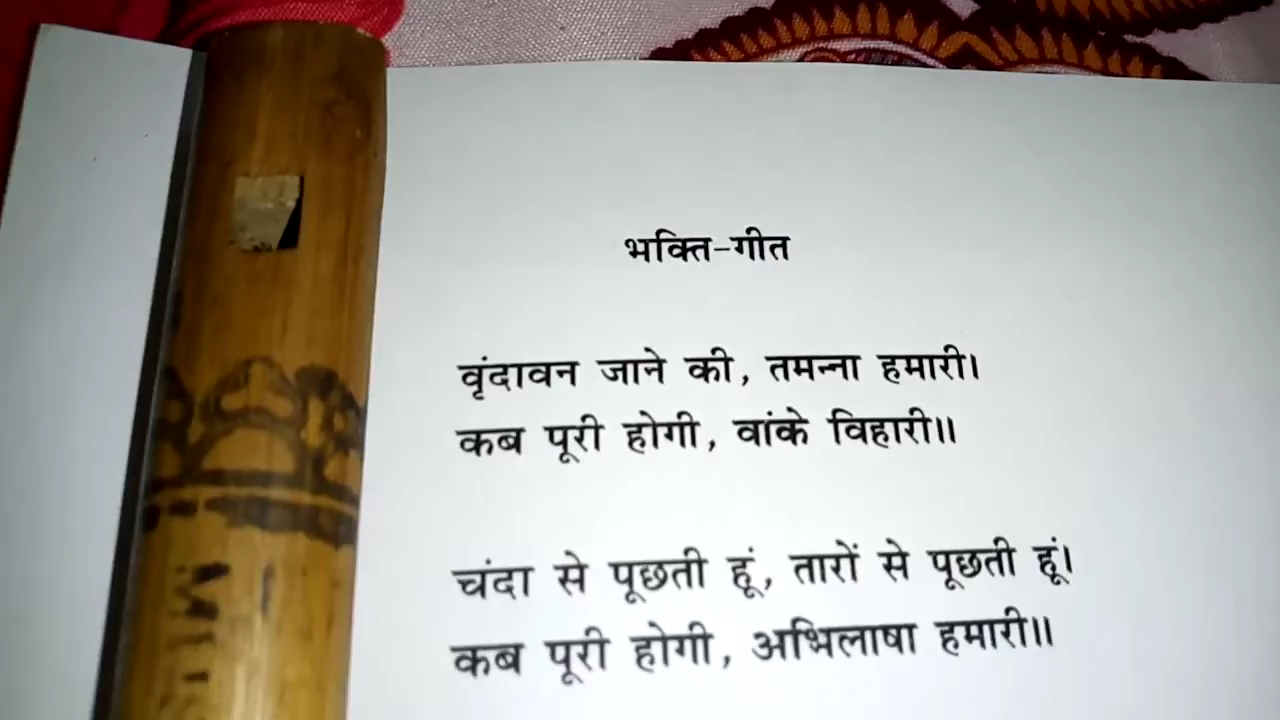 भक्ति-गीत
वृंदावन जाने की, तमन्ना हमारी।
कब पूरी होगी, वांके विहारी॥
चंदा से पूछती हूं, तारों से पूछती हूं।
कब पूरी होगी, अभिलाषा हमारी॥